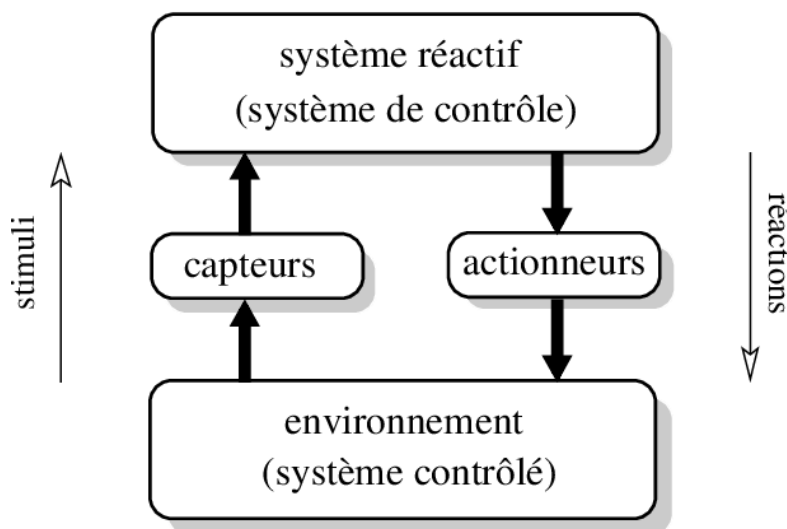 système réactif
(système de contrôle)
stimuli
capteurs
actionneurs
réactions
environnement
(système contrôlé)